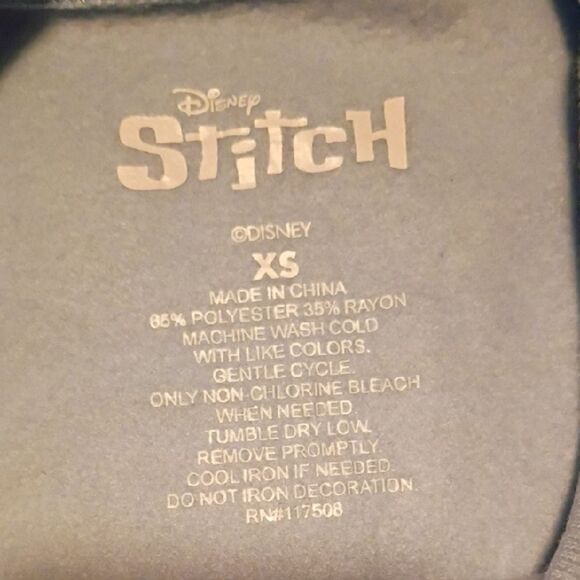 Disney
Stitch
©DISNEY
XS
MADE IN CHINA
65% POLYESTER 35% RAYON
MACHINE WASH COLD
WITH LIKE COLORS.
GENTLE CYCLE.
ONLY NON-CHLORINE BLEACH
WHEN NEEDED.
TUMBLE DRY LOW.
REMOVE PROMPTLY.
COOL IRON IF NEEDED.
DO NOT IRON DECORATION.
RN#117508